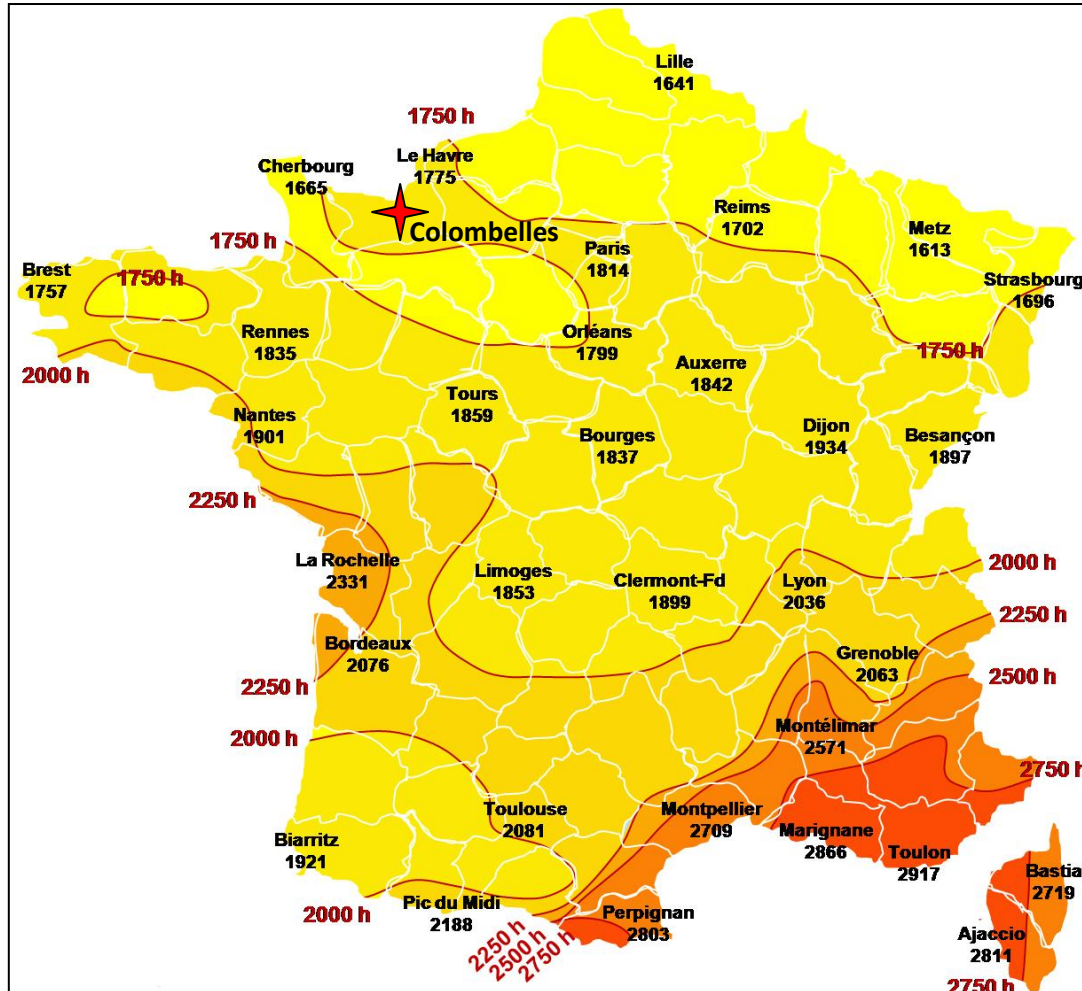 Lille
1641
1750 h
Le Havre
1775
Cherbourg
1665
Colombelles
Reims
1702
Metz
1613
1750 h
Paris
1814
Brest
1757
1750 h
Strasbourg
1696
Rennes
1835
Orléans
1799
1750 h
2000 h
Auxerre
1842
Tours
1859
Nantes
1901
Bourges
1837
Dijon
1934
Besançon
1897
2250 h
La Rochelle
2331
Limoges
1853
Clermont-Fd
1899
Lyon
2036
2000 h
2250 h
Bordeaux
2076
Grenoble
2063
2500 h
2250 h
2000 h
Montélimar
2571
2750 h
Toulouse
2081
Montpellier
2709
Biarritz
1921
Marignane
2866
Toulon
2917
Bastia
2719
2000 h
Pic du Midi
2188
Perpignan
2803
2250 h
2500 h
2750 h
Ajaccio
2811
2750 h